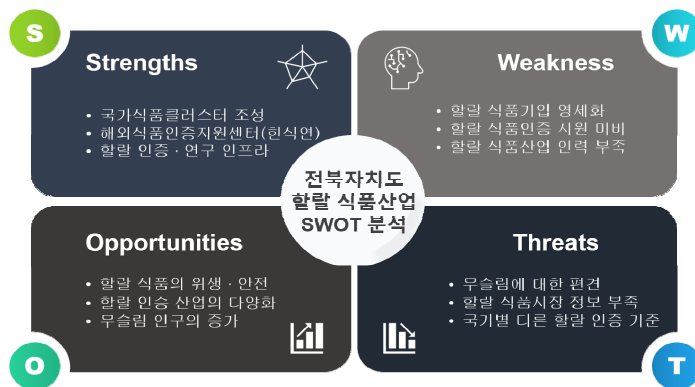 S
Strengths
• 국가식품클러스터 조성
• 해외식품인증지원센터(한식연)
• 할랄 인증 · 연구 인프라
W
Weakness
• 할랄 식품기업 영세화
• 할랄 식품인증 지원 미비
• 할랄 식품산업 인력 부족
전북자치도
할랄 식품산업
SWOT 분석
Opportunities
• 할랄 식품의 위생 · 안전
• 할랄 인증 산업의 다양화
• 무슬림 인구의 증가
O
Threats
• 무슬림에 대한 편견
• 할랄 식품시장 정보 부족
• 국가별 다른 할랄 인증 기준
T